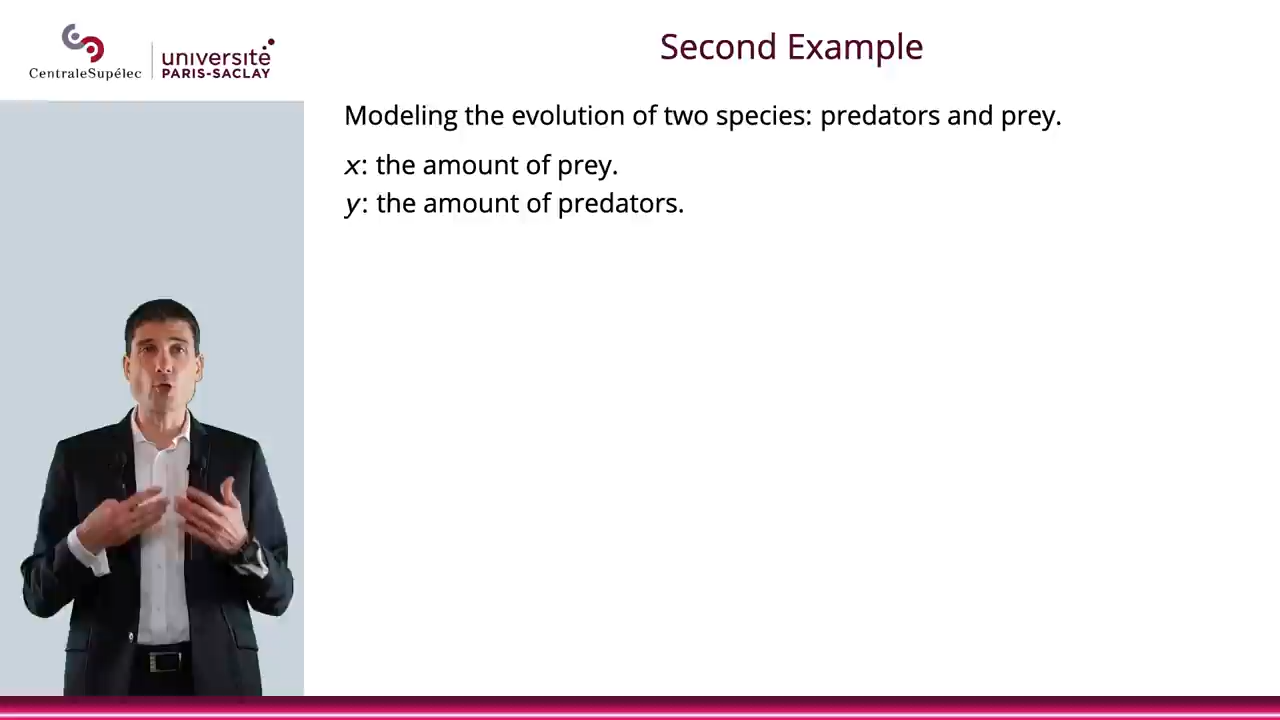 CentraleSupélec
université
PARIS-SACLAY
Second Example
Modeling the evolution of two species: predators and prey.
x: the amount of prey.
y: the amount of predators.